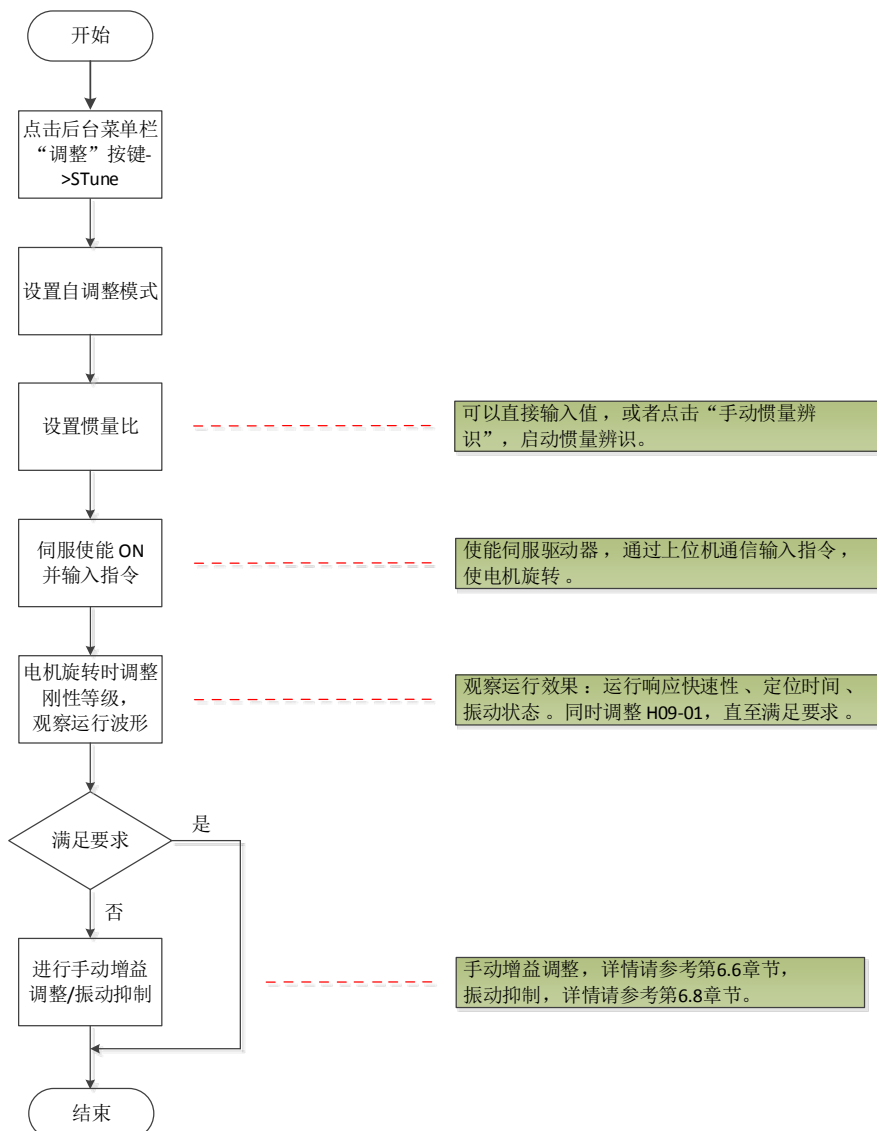 开始
点击后台菜单栏
“调整”按键-
>STune
设置自调整模式
设置惯量比
可以直接输入值，或者点击“手动惯量辨
识”，启动惯量辨识。
伺服使能 ON
并输入指令
使能伺服驱动器，通过上位机通信输入指令，
使电机旋转。
电机旋转时调整
刚性等级，
观察运行波形
观察运行效果：运行响应快速性、定位时间、
振动状态。同时调整 H09-01，直至满足要求。
满足要求
是
否
进行手动增益
调整/振动抑制
手动增益调整，详情请参考第6.6章节，
振动抑制，详情请参考第6.8章节。
结束